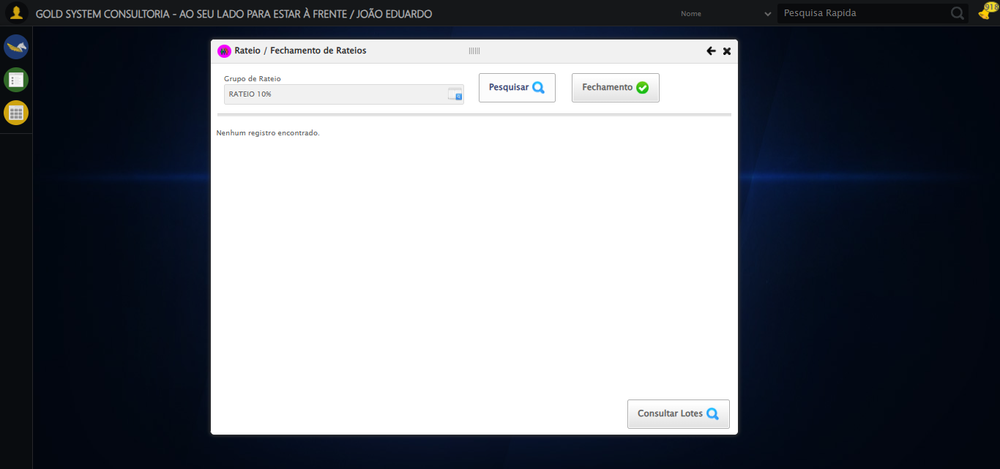 GOLD SYSTEM CONSULTORIA - AO SEU LADO PARA ESTAR À FRENTE / JOÃO EDUARDO
Nome
Pesquisa Rapida
918
Rateio / Fechamento de Rateios
Grupo de Rateio
RATEIO 10%
Pesquisar
Fechamento
Nenhum registro encontrado.
Consultar Lotes